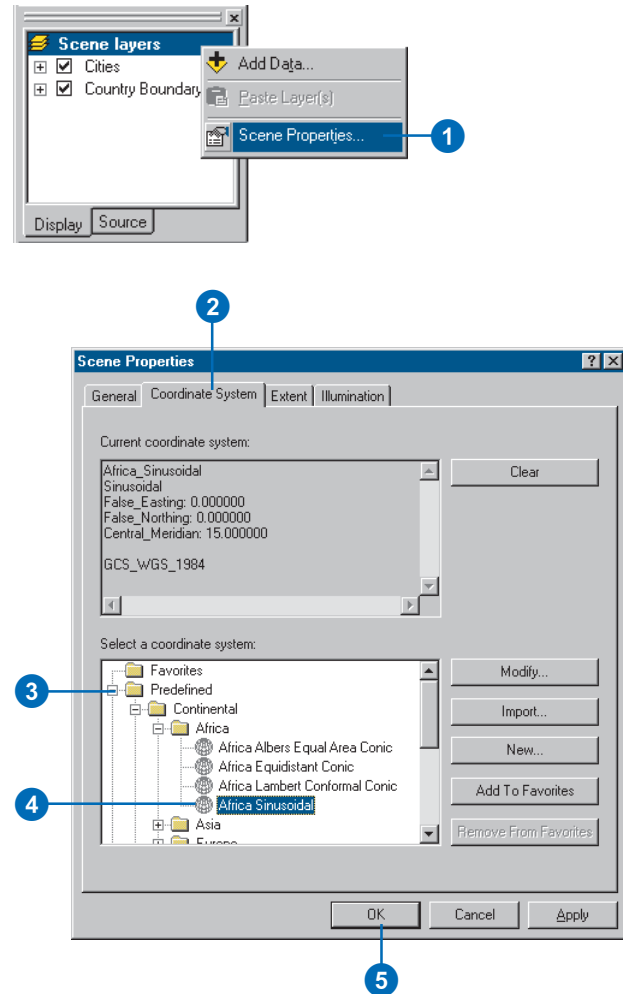 Scene layers
Cities
Country Boundary
Add Data...
Paste Layer(s)
Scene Properties...
1
Display
Source
2
Scene Properties
General
Coordinate System
Extent
Illumination
Current coordinate system:
Africa_Sinusoidal
Sinusoidal
False_Easting: 0.000000
False_Northing: 0.000000
Central_Meridian: 15.000000
GCS_WGS_1984
Clear
Select a coordinate system:
Favorites
3
Predefined
Continental
Africa
Africa Albers Equal Area Conic
Africa Equidistant Conic
Africa Lambert Conformal Conic
4
Africa Sinusoidal
Asia
Europe
Modify...
Import...
New...
Add To Favorites
Remove From Favorites
OK
Cancel
Apply
5